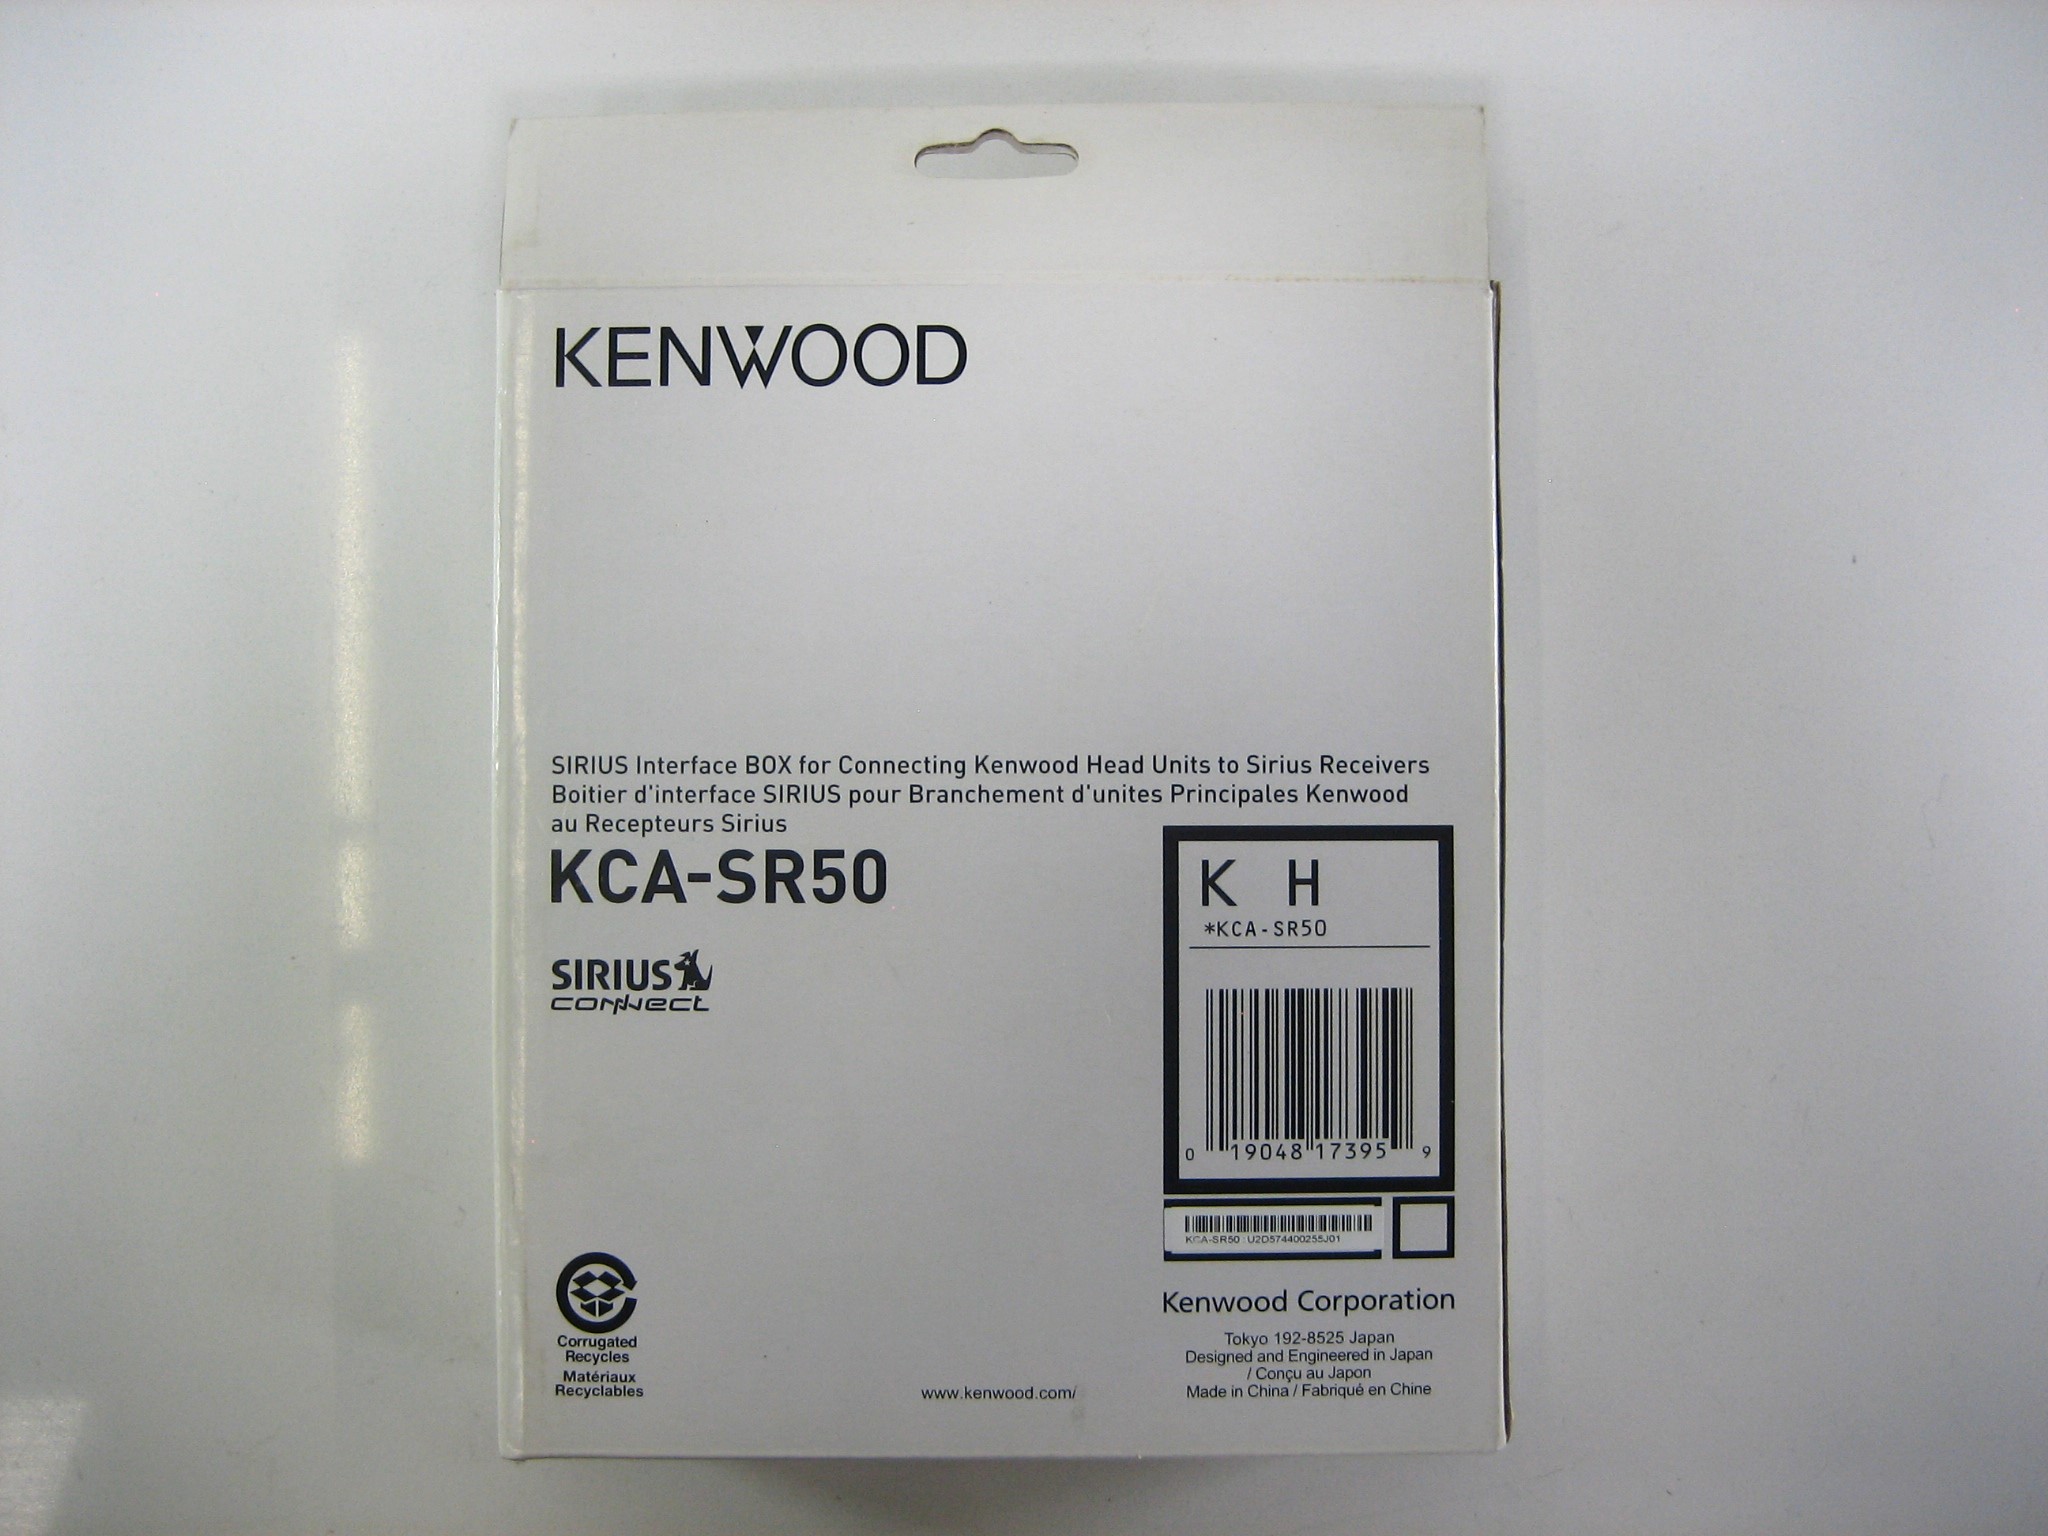 KENWOOD
SIRIUS Interface BOX for Connecting Kenwood Head Units to Sirius Receivers
Boitier d'interface SIRIUS pour Branchement d'unites Principales Kenwood
au Recepteurs Sirius
KCA-SR50
SIRIUS
connect
K H
*KCA-SR50
0 19048 17395 9
KCA-SR50 U2D574400255J01
Kenwood Corporation
Tokyo 192-8525 Japan
Designed and Engineered in Japan
/ Conçu au Japon
Made in China / Fabriqué en Chine
www.kenwood.com/
Corrugated
Recycles
Matériaux
Recyclables